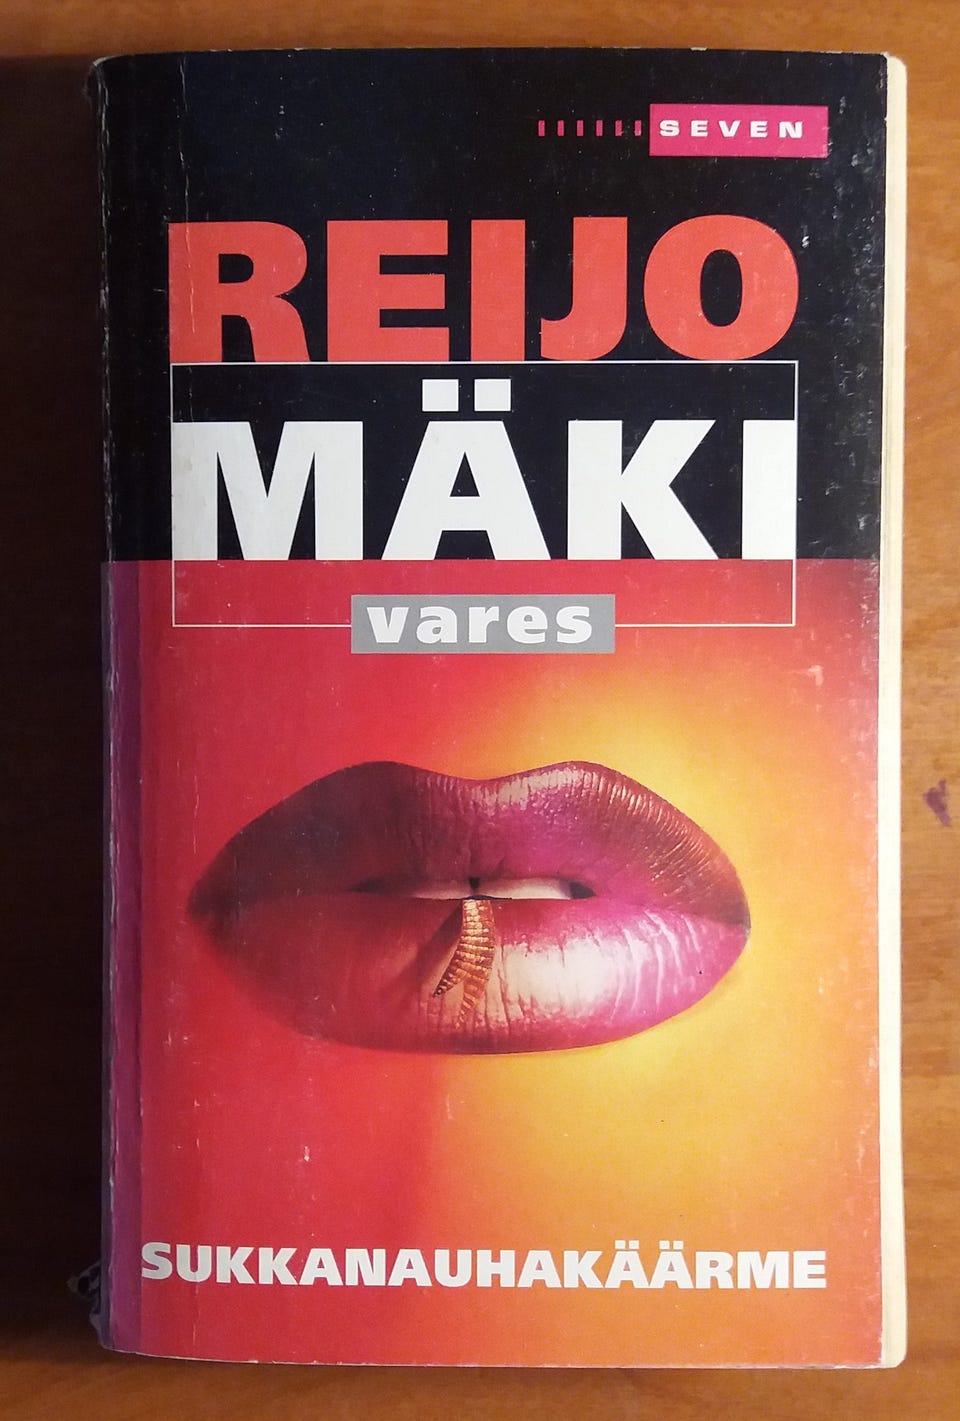 SEVEN
REIJO
MÄKI
vares
SUKKANAUHAKÄÄRME